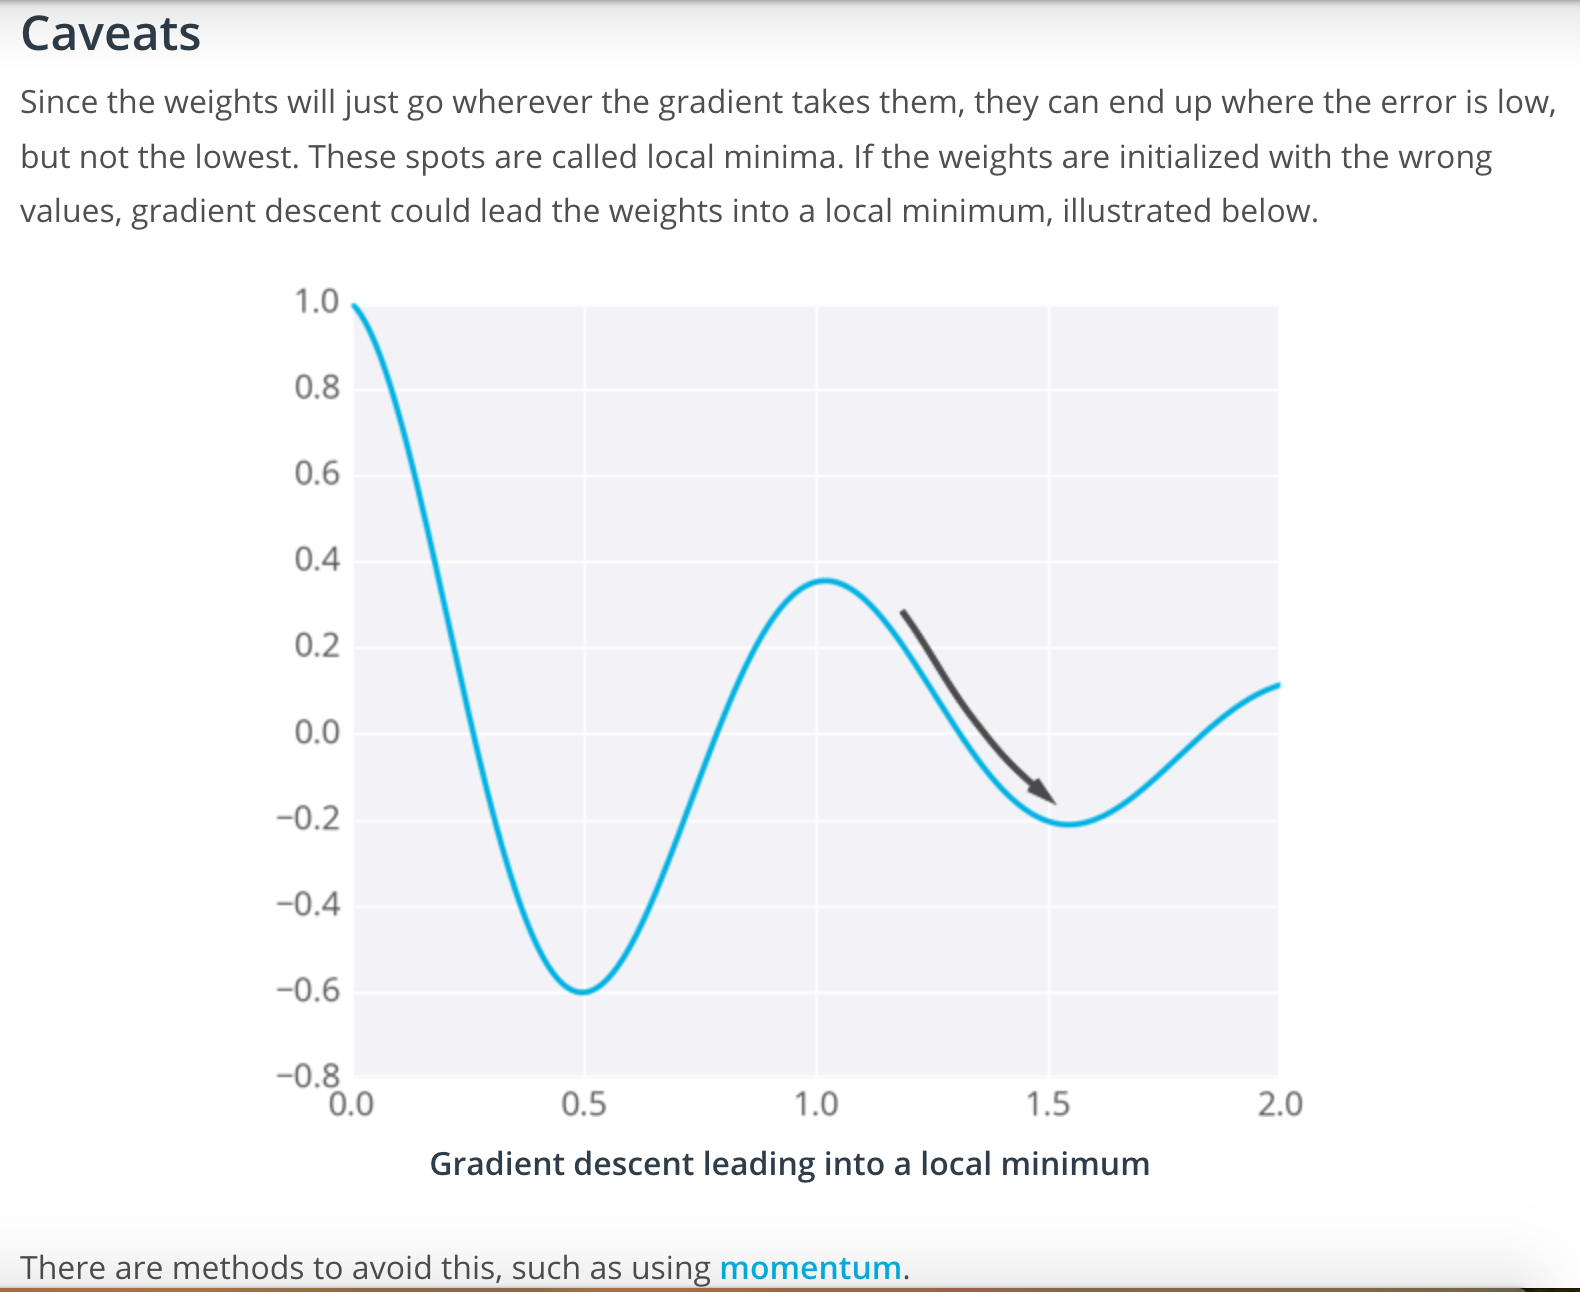 Caveats
Since the weights will just go wherever the gradient takes them, they can end up where the error is low,
but not the lowest. These spots are called local minima. If the weights are initialized with the wrong
values, gradient descent could lead the weights into a local minimum, illustrated below.
1.0
0.8
0.6
0.4
0.2
0.0
−0.2
−0.4
−0.6
−0.8
0.0 0.5 1.0 1.5 2.0
Gradient descent leading into a local minimum
There are methods to avoid this, such as using momentum.